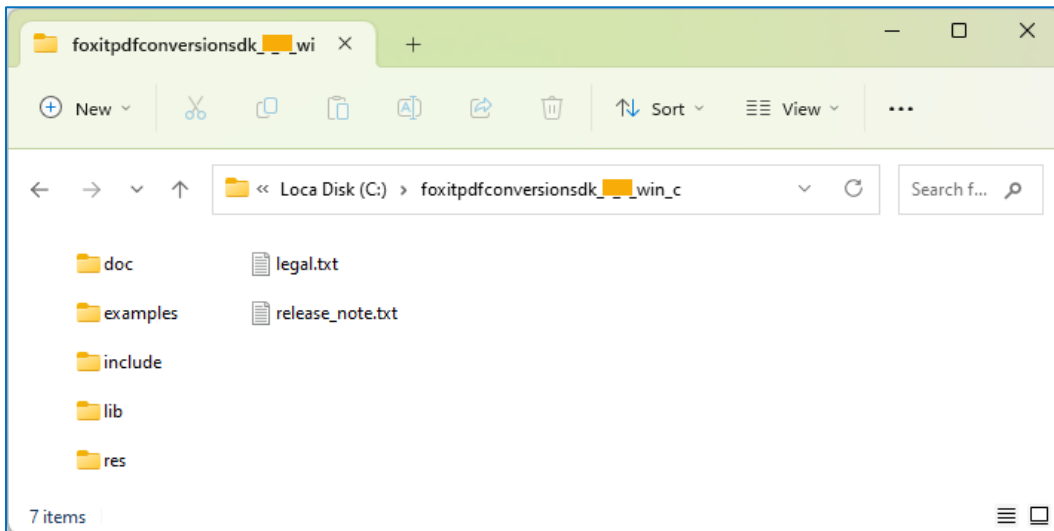 foxitpdfconversionsdk_ _ _wi
New Sort View
« Loca Disk (C:) > foxitpdfconversionsdk_ _ _win_c Search f...
doc legal.txt
examples release_note.txt
include
lib
res
7 items